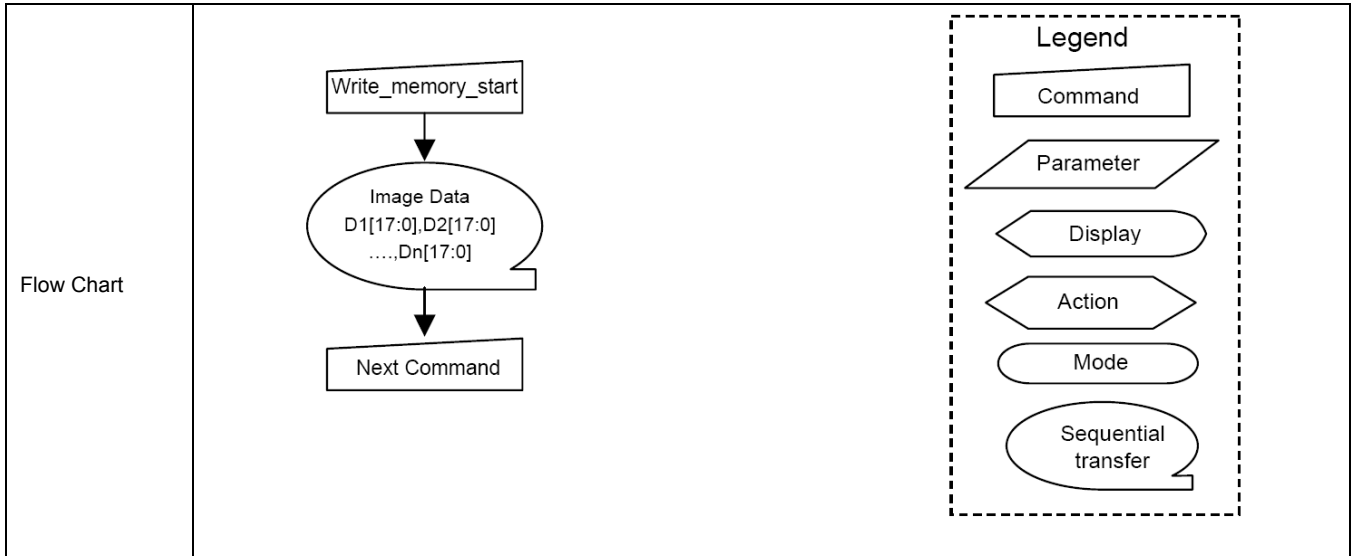 Flow Chart
Write_memory_start
Image Data
D1[17:0],D2[17:0]
....,Dn[17:0]
Next Command
Legend
Command
Parameter
Display
Action
Mode
Sequential
transfer